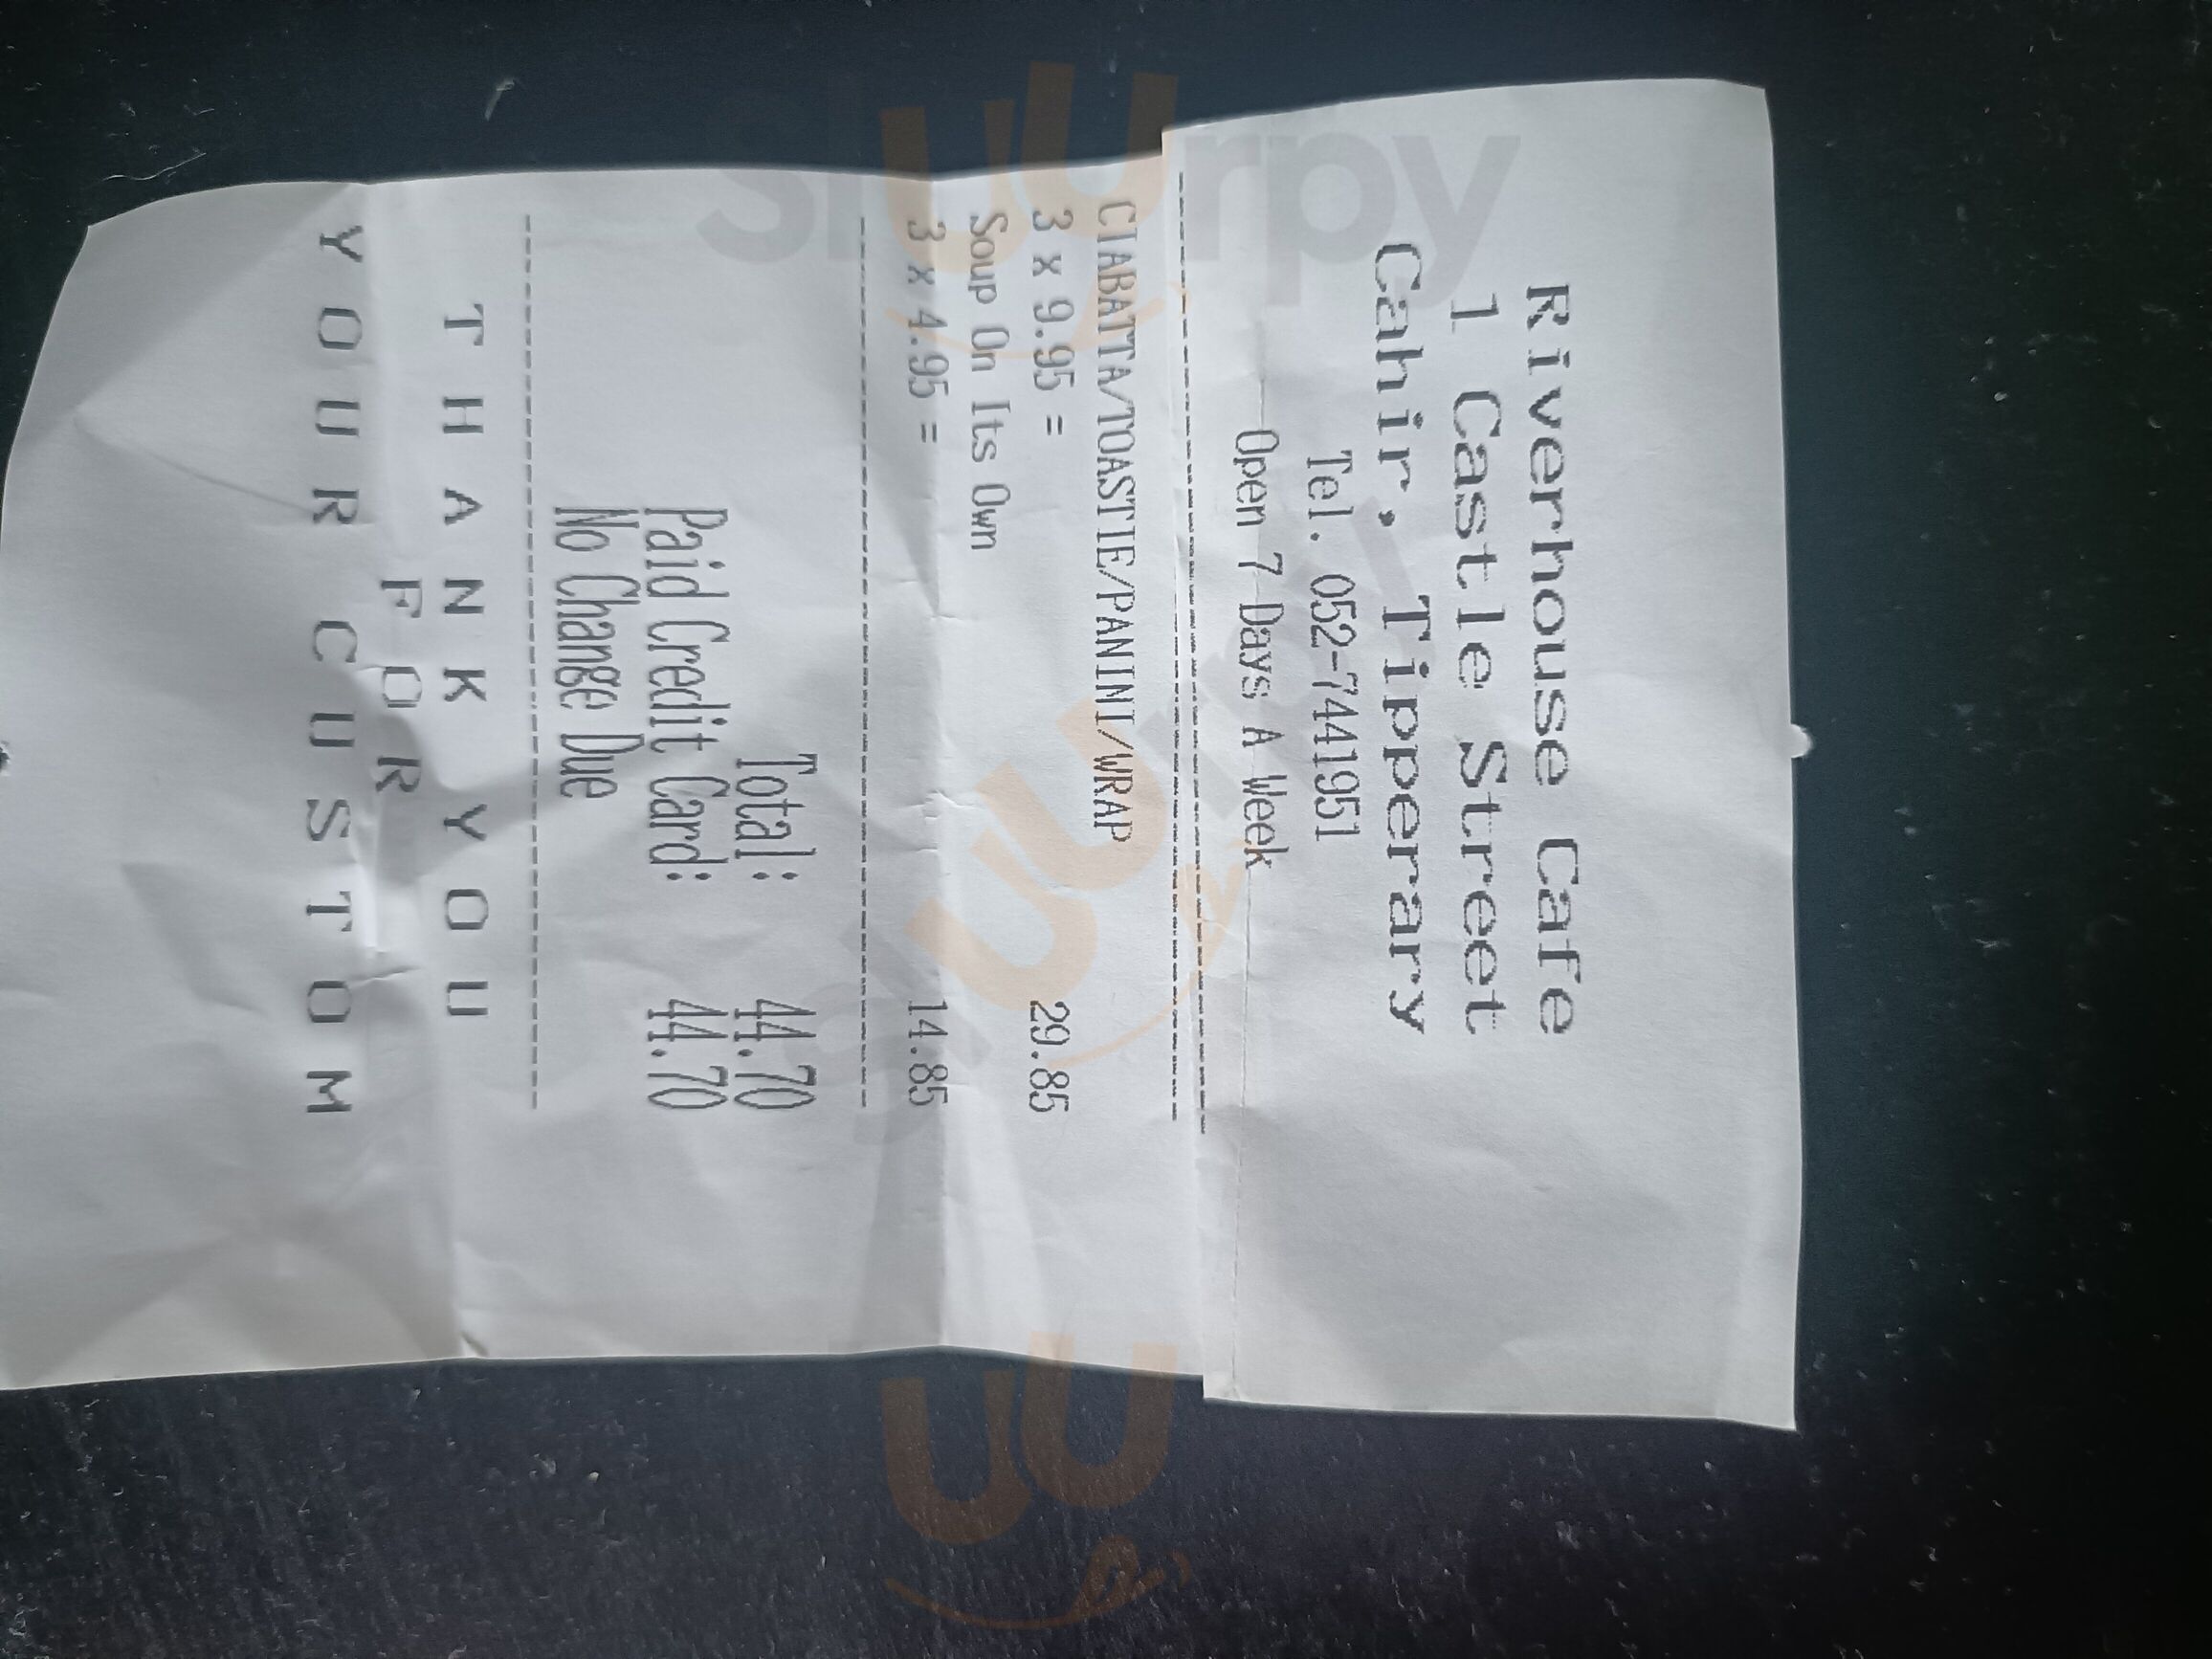 Riverhouse Cafe
1 Castle Street
Cahir, Tipperary
Tel. 052-7441951
Open 7 Days A Week
CIABATTA/TOASTIE/PANINI/WRAP
3 x 9.95 = 29.85
Soup On Its Own
3 x 4.95 = 14.85
Total: 44.70
Paid Credit Card: 44.70
No Change Due
THANK YOU
FOR
YOUR CUSTOM
sluurpy
sluurpy